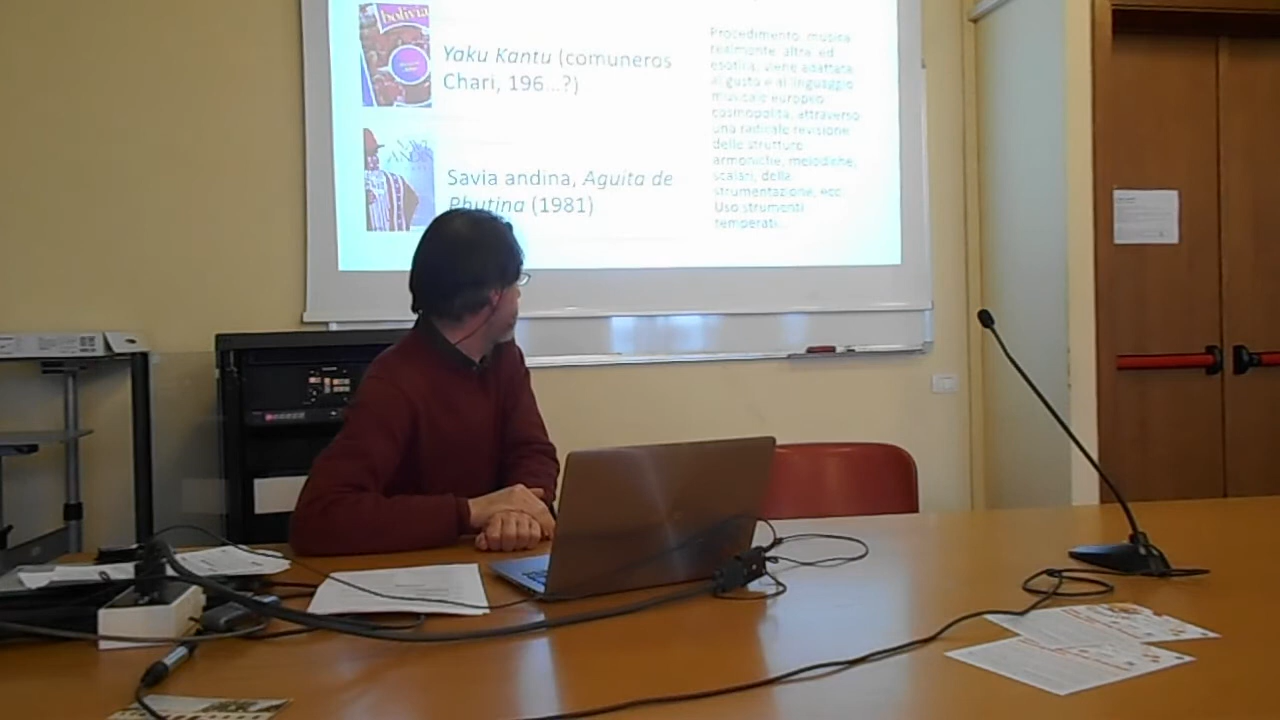 bolivia
Yaku Kantu (comuneros
Chari, 196...?)
Savia andina, Aguita de
Phutina (1981)
Procedimento: musica
realmente altra ed
esotica, viene adattata
al gusto e al linguaggio
musicale europeo
cosmopolita, attraverso
una radicale revisione
delle strutture
armoniche, melodiche,
scalari, della
strumentazione, ecc.
Uso strumenti
temperati...